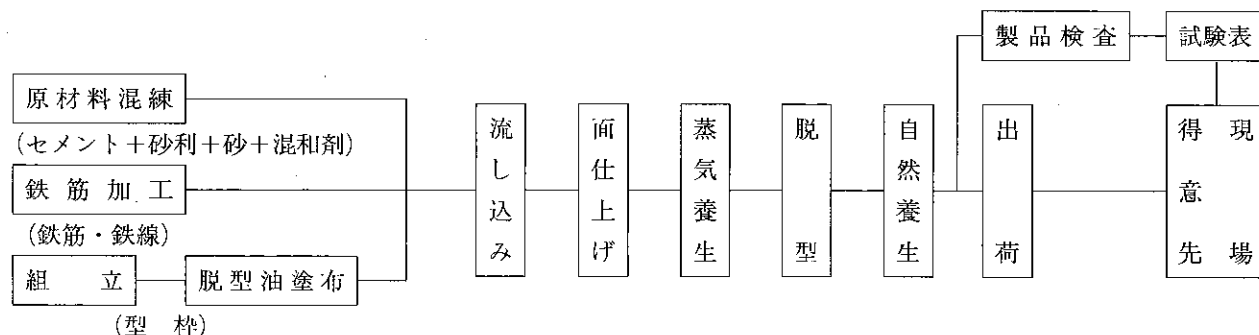 製品検査
試験表
原材料混練
(セメント＋砂利＋砂＋混和剤)
鉄筋加工
(鉄筋・鉄線)
組立
脱型油塗布
(型枠)
流し込み
面仕上げ
蒸気養生
脱型
自然養生
出荷
現場
得意先